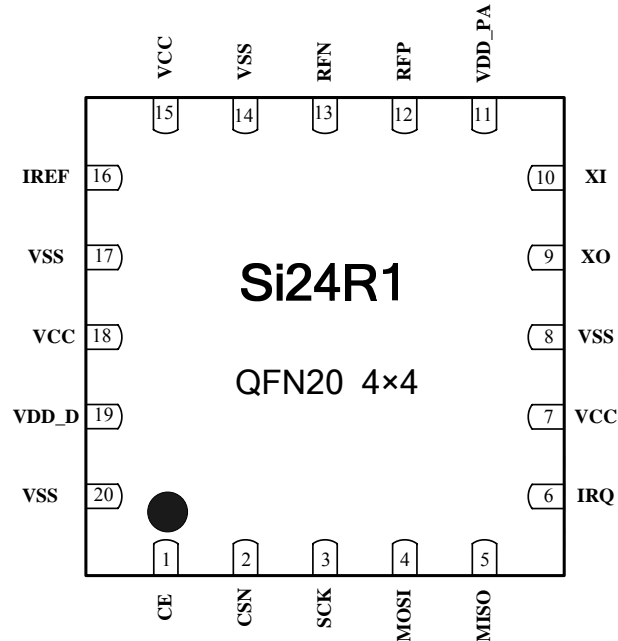 VCC
VSS
RFN
RFP
VDD_PA
15
14
13
12
11
IREF 16
10 XI
VSS 17
9 XO
Si24R1
VCC 18
8 VSS
QFN20 4×4
VDD_D 19
7 VCC
VSS 20
6 IRQ
1
2
3
4
5
CE
CSN
SCK
MOSI
MISO